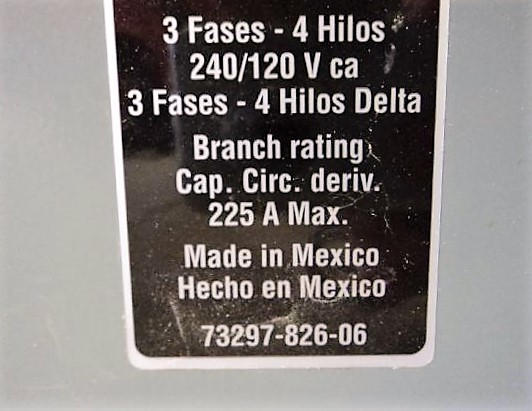 3 Fases - 4 Hilos
240/120 V ca
3 Fases - 4 Hilos Delta
Branch rating
Cap. Circ. deriv.
225 A Max.
Made in Mexico
Hecho en Mexico
73297-826-06